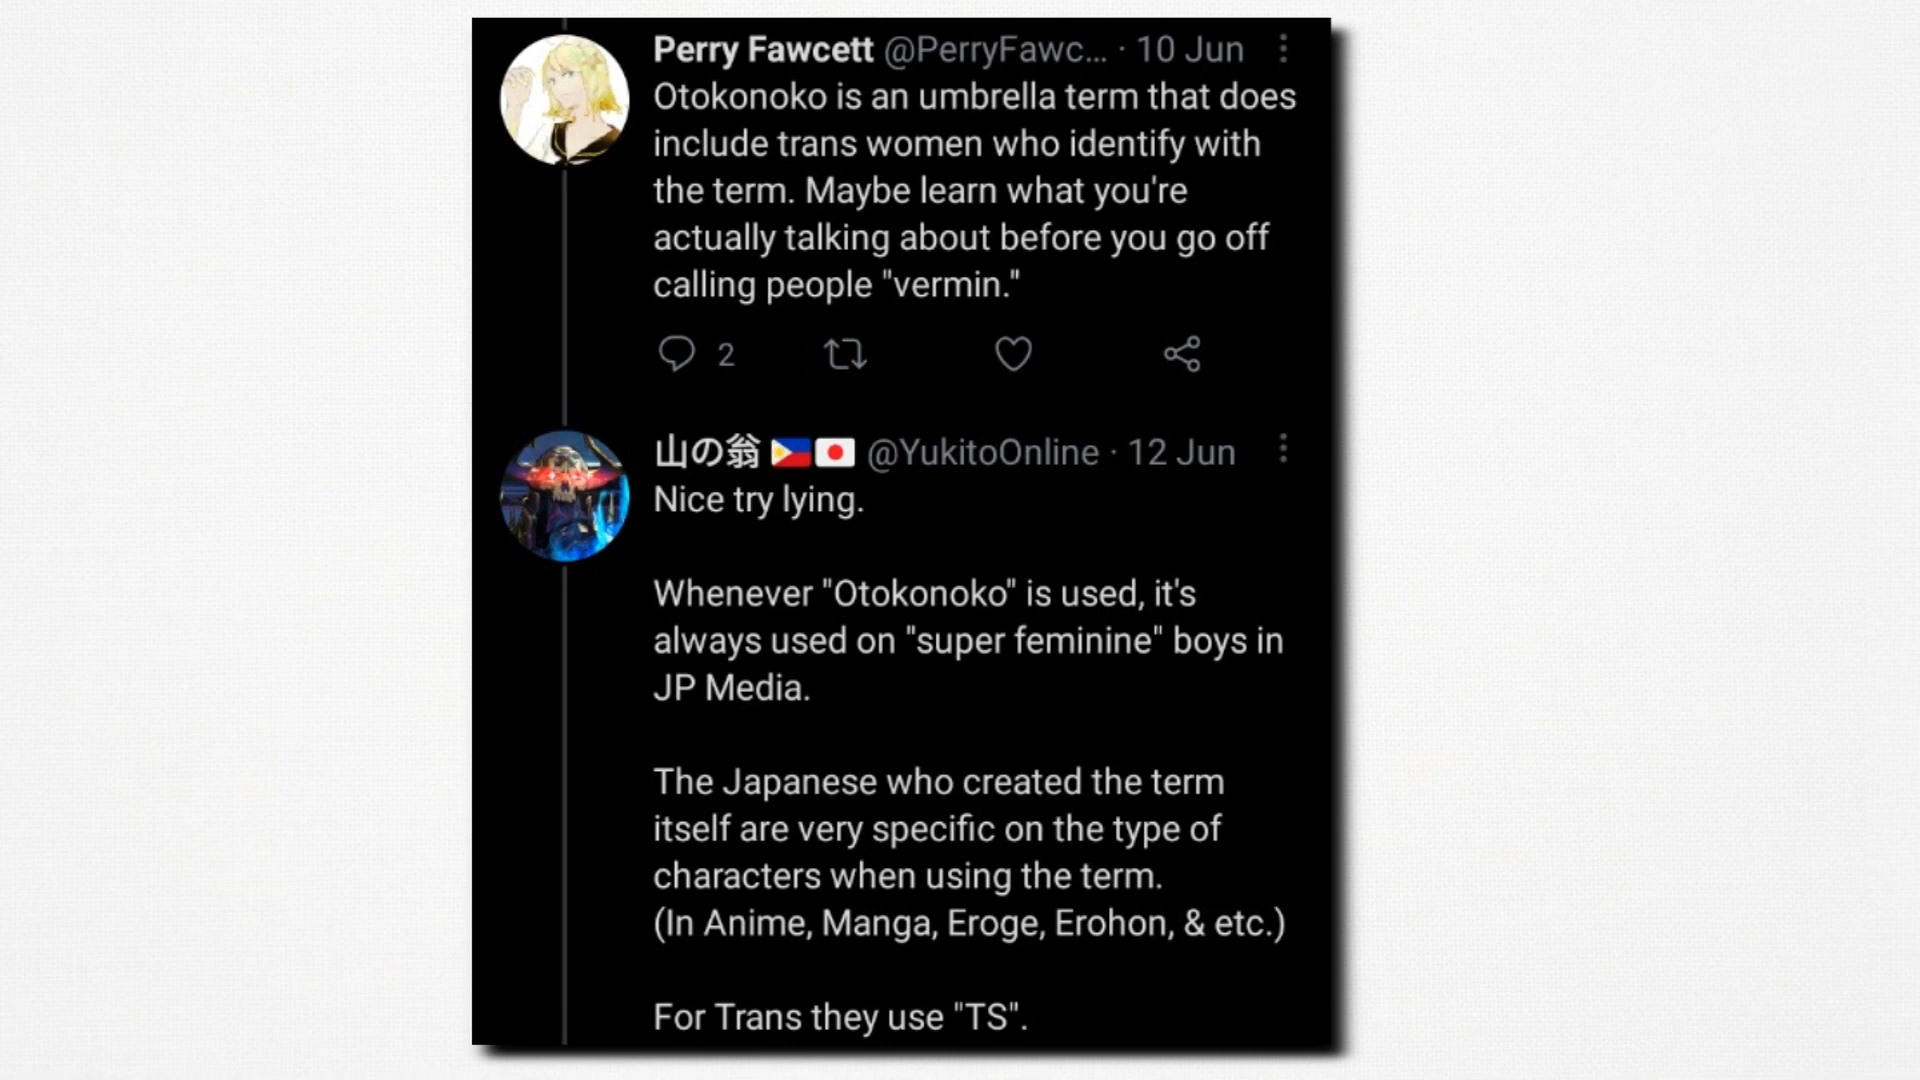 Perry Fawcett @PerryFawc... · 10 Jun
Otokonoko is an umbrella term that does
include trans women who identify with
the term. Maybe learn what you're
actually talking about before you go off
calling people "vermin."
2
山の翁 🇵🇭🇯🇵 @YukitoOnline · 12 Jun
Nice try lying.
Whenever "Otokonoko" is used, it's
always used on "super feminine" boys in
JP Media.
The Japanese who created the term
itself are very specific on the type of
characters when using the term.
(In Anime, Manga, Eroge, Erohon, & etc.)
For Trans they use "TS".